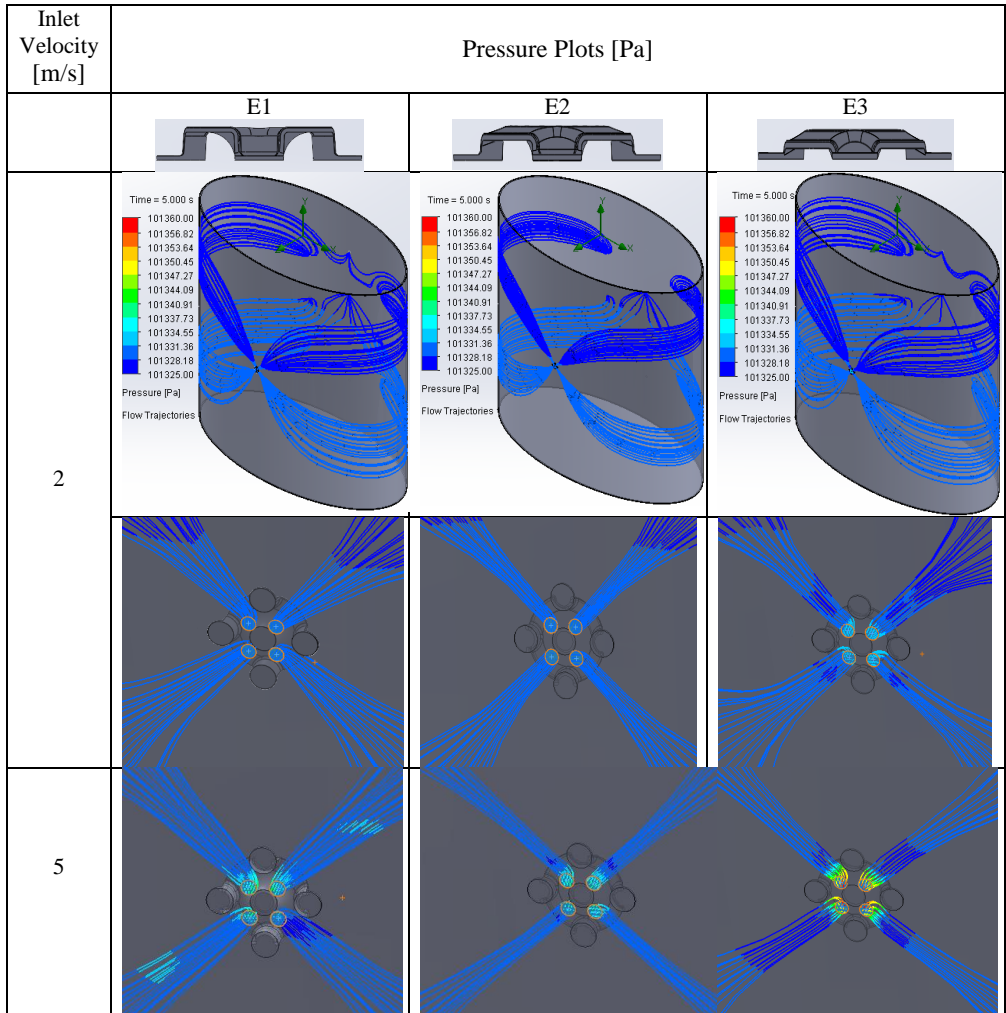 Inlet
Velocity
[m/s]
Pressure Plots [Pa]
E1
E2
E3
2
Time = 5.000 s
101360.00
101356.82
101353.64
101350.45
101347.27
101344.09
101340.91
101337.73
101334.55
101331.36
101328.18
101325.00
Pressure [Pa]
Flow Trajectories
Y
X
Time = 5.000 s
101360.00
101356.82
101353.64
101350.45
101347.27
101344.09
101340.91
101337.73
101334.55
101331.36
101328.18
101325.00
Pressure [Pa]
Flow Trajectories
Y
Time = 5.000 s
101360.00
101356.82
101353.64
101350.45
101347.27
101344.09
101340.91
101337.73
101334.55
101331.36
101328.18
101325.00
Pressure [Pa]
Flow Trajectories
Y
X
5